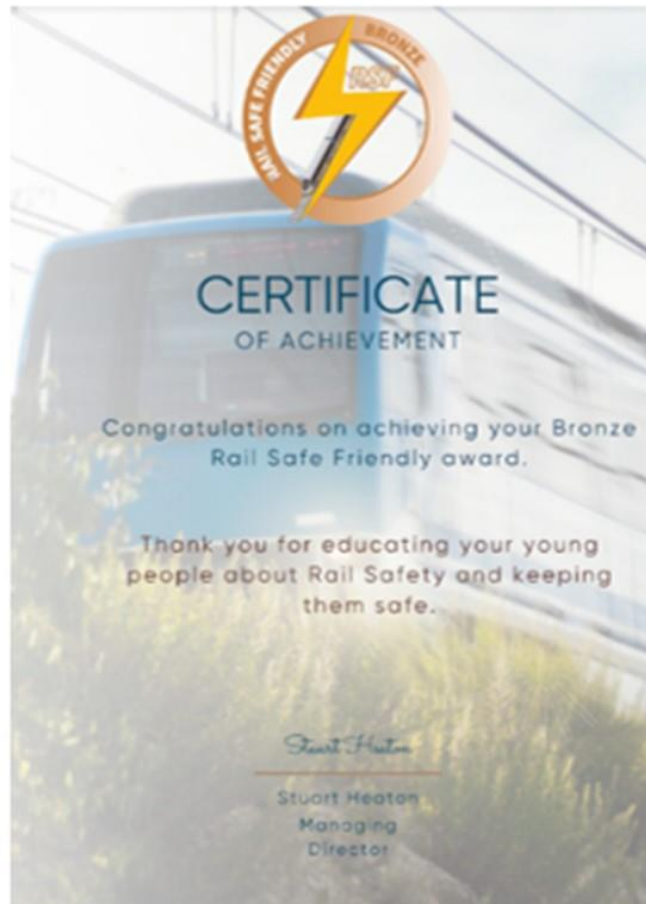 RAIL SAFE FRIENDLY
BRONZE
RSF
CERTIFICATE
OF ACHIEVEMENT
Congratulations on achieving your Bronze
Rail Safe Friendly award.
Thank you for educating your young
people about Rail Safety and keeping
them safe.
Stuart Heaton
Stuart Heaton
Managing
Director